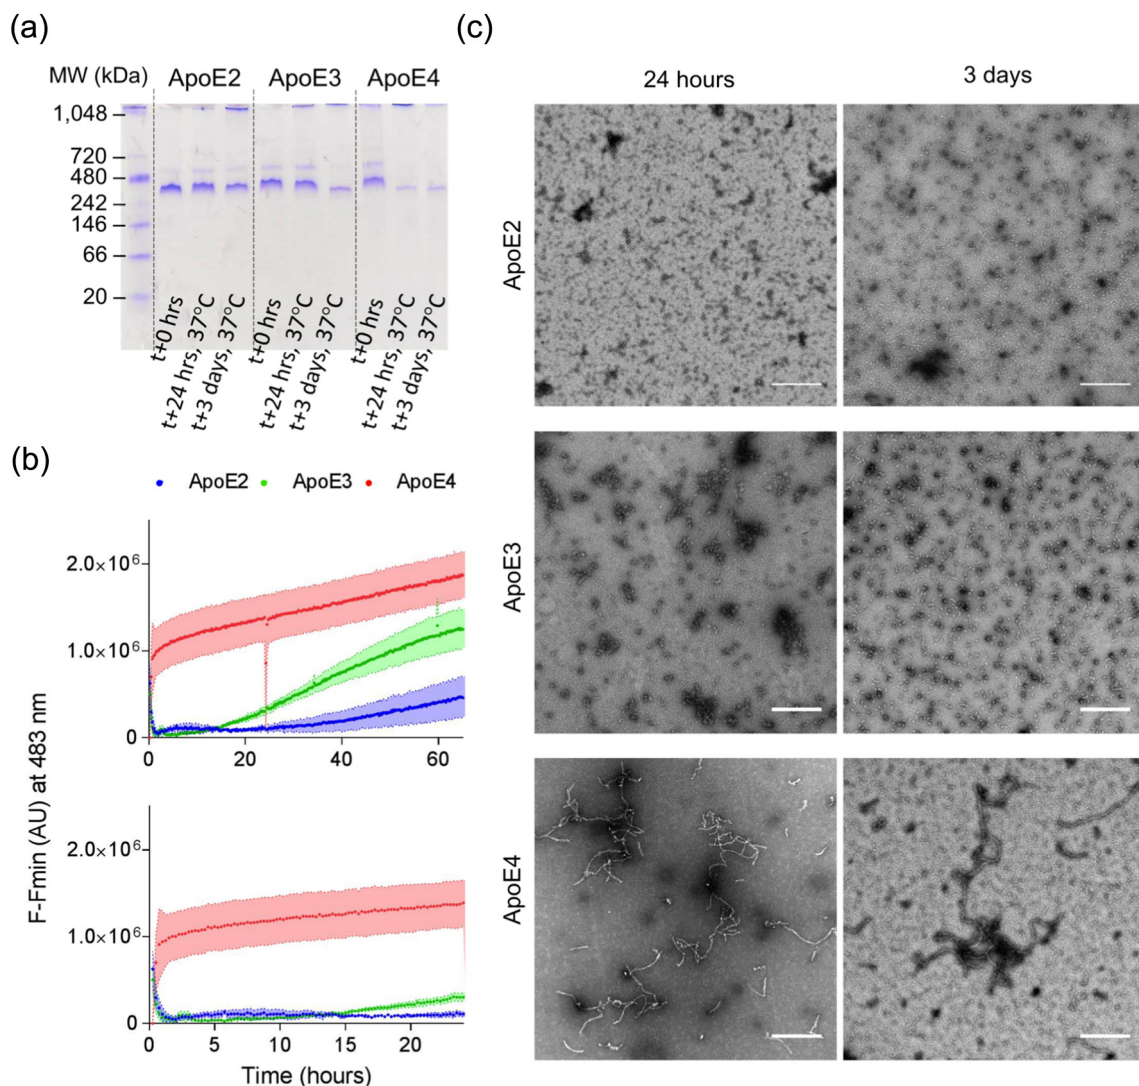 (a)
MW (kDa) ApoE2 ApoE3 ApoE4
1,048
720
480
242
146
66
20
t+0 hrs
t+24 hrs, 37°C
t+3 days, 37°C
t+0 hrs
t+24 hrs, 37°C
t+3 days, 37°C
t+0 hrs
t+24 hrs, 37°C
t+3 days, 37°C
(b)
ApoE2 ApoE3 ApoE4
F-Fmin (AU) at 483 nm
2.0×10⁶
1.0×10⁶
0
0 20 40 60
2.0×10⁶
1.0×10⁶
0
0 5 10 15 20
Time (hours)
(c)
24 hours 3 days
ApoE2
ApoE3
ApoE4